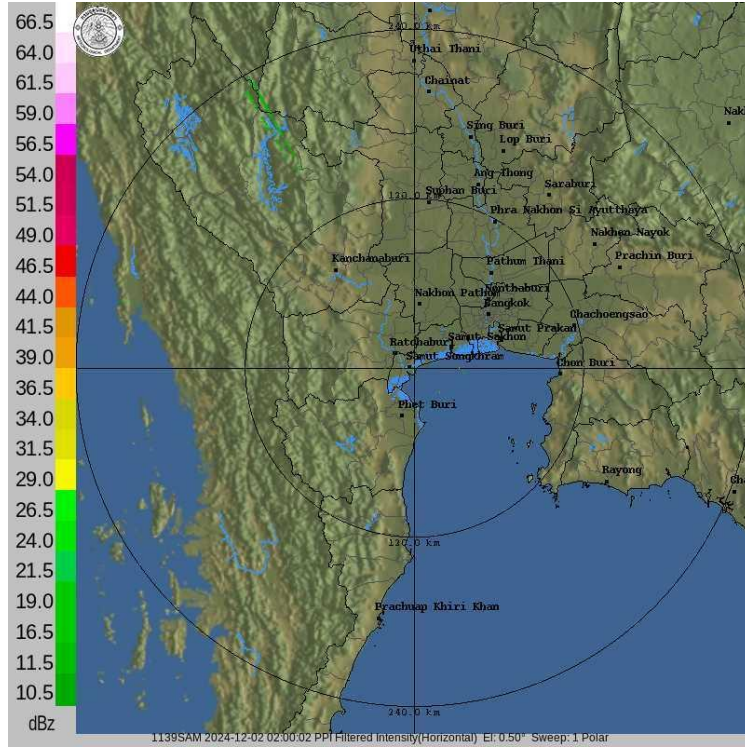 66.5
64.0
61.5
59.0
56.5
54.0
51.5
49.0
46.5
44.0
41.5
39.0
36.5
34.0
31.5
29.0
26.5
24.0
21.5
19.0
16.5
11.5
10.5
dBz
240.0 km
Uthai Thani
Chainat
Sing Buri
Lop Buri
Ang Thong
Saraburi
Suphan Buri
120.0 km
Phra Nakhon Si Ayutthaya
Nakhon Nayok
Kanchanaburi
Pathum Thani
Prachin Buri
Nonthaburi
Nakhon Pathom
Bangkok
Chachoengsao
Samut Prakan
Samut Sakhon
Ratchaburi
Samut Songkhram
Chon Buri
Phet Buri
Rayong
120.0 km
Prachuap Khiri Khan
240.0 km
1139SAM 2024-12-02 02:00:02 PPI Filtered Intensity(Horizontal) El: 0.50° Sweep: 1 Polar